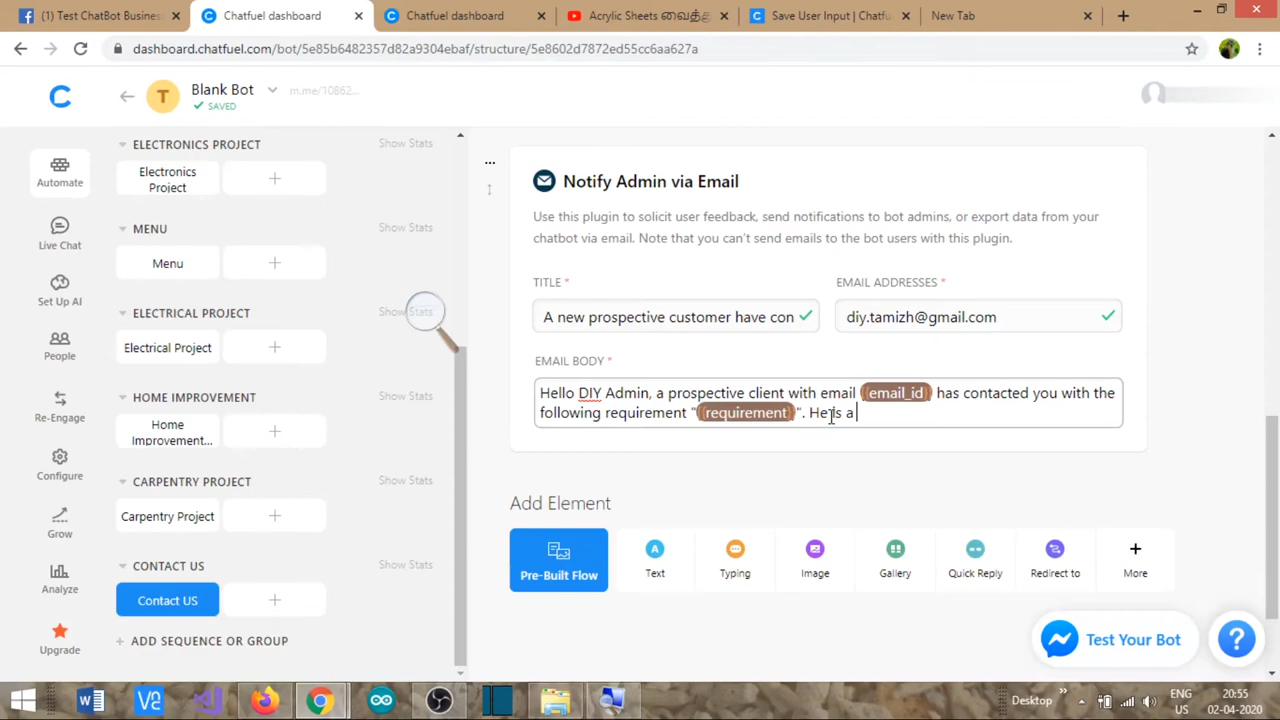 (1) Test ChatBot Busines
Chatfuel dashboard
Chatfuel dashboard
Acrylic Sheets வைத்த
Save User Input | Chatfu
New Tab
dashboard.chatfuel.com/bot/5e85b6482357d82a9304ebaf/structure/5e8602d7872ed55cc6aa627a
T
Blank Bot
m.me/10862...
SAVED
Automate
Live Chat
Set Up AI
People
Re-Engage
Configure
Grow
Analyze
Upgrade
ELECTRONICS PROJECT
Show Stats
Electronics
Project
MENU
Show Stats
Menu
ELECTRICAL PROJECT
Show Stats
Electrical Project
HOME IMPROVEMENT
Show Stats
Home
Improvement...
CARPENTRY PROJECT
Show Stats
Carpentry Project
CONTACT US
Show Stats
Contact US
ADD SEQUENCE OR GROUP
Notify Admin via Email
Use this plugin to solicit user feedback, send notifications to bot admins, or export data from your
chatbot via email. Note that you can't send emails to the bot users with this plugin.
TITLE *
EMAIL ADDRESSES *
A new prospective customer have con
diy.tamizh@gmail.com
EMAIL BODY *
Hello DIY Admin, a prospective client with email {{email_id}} has contacted you with the
following requirement "{{requirement}}". He is a
Add Element
Pre-Built Flow
Text
Typing
Image
Gallery
Quick Reply
Redirect to
More
Test Your Bot
?
Desktop
ENG
US
20:55
02-04-2020